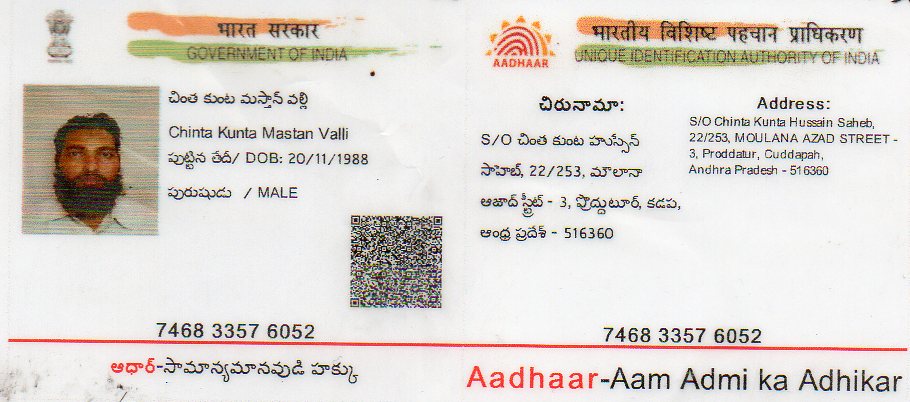 भारत सरकार
GOVERNMENT OF INDIA
చింత కుంట మస్తాన్ వల్లి
Chinta Kunta Mastan Valli
పుట్టిన తేదీ/ DOB: 20/11/1988
పురుషుడు / MALE
7468 3357 6052
ఆధార్-సామాన్యమానవుడి హక్కు
भारतीय विशिष्ट पहचान प्राधिकरण
UNIQUE IDENTIFICATION AUTHORITY OF INDIA
AADHAAR
చిరునామా:
S/O చింత కుంట హుస్సేన్
సాహెబ్, 22/253, మౌలానా
ఆజాద్ స్ట్రీట్ - 3, ప్రొద్దుటూర్, కడప,
ఆంధ్ర ప్రదేశ్ - 516360
Address:
S/O Chinta Kunta Hussain Saheb,
22/253, MOULANA AZAD STREET -
3, Proddatur, Cuddapah,
Andhra Pradesh - 516360
7468 3357 6052
Aadhaar-Aam Admi ka Adhikar